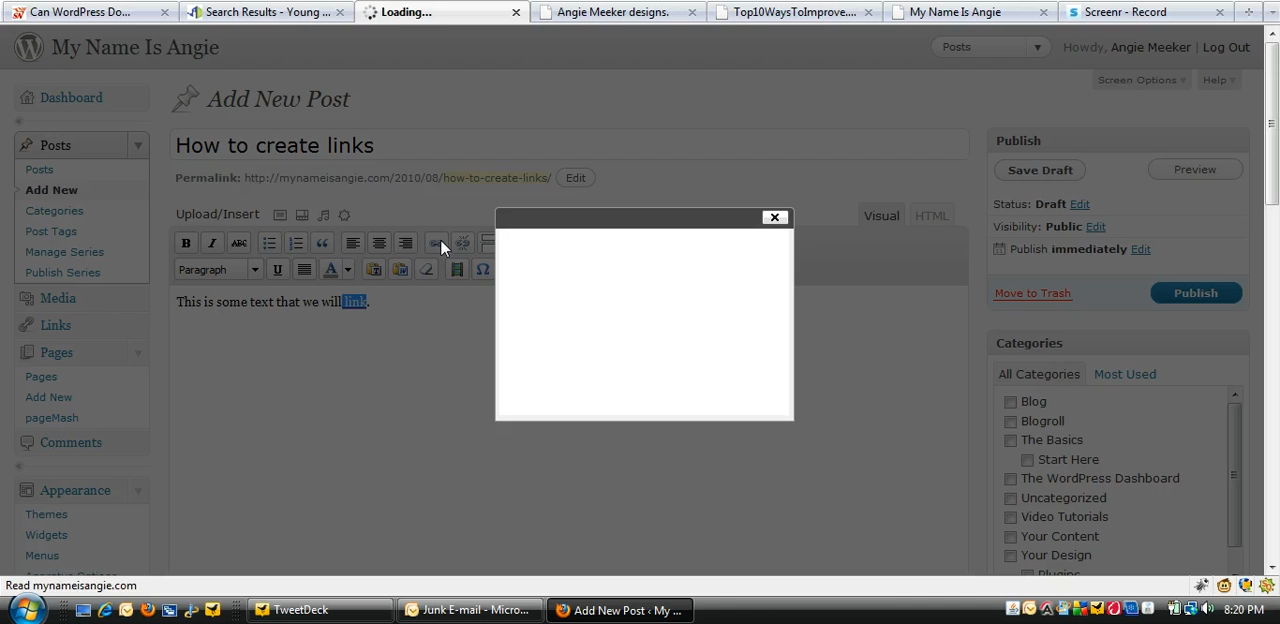 Can WordPress Do...
Search Results - Young ...
Loading...
Angie Meeker designs.
Top10WaysToImprove....
My Name Is Angie
Screenr - Record
My Name Is Angie
Posts
Howdy, Angie Meeker | Log Out
Screen Options
Help
Dashboard
Add New Post
Posts
How to create links
Publish
Posts
Permalink: http://mynameisangie.com/2010/08/how-to-create-links/ Edit
Save Draft
Preview
Add New
Categories
Upload/Insert
Visual
HTML
Status: Draft Edit
Post Tags
Visibility: Public Edit
Manage Series
B I ABC
Publish immediately Edit
Publish Series
Paragraph
U
A
Ω
Media
This is some text that we will link.
Move to Trash
Publish
Links
Pages
Categories
Pages
All Categories
Most Used
Add New
Blog
pageMash
Blogroll
Comments
The Basics
Start Here
The WordPress Dashboard
Appearance
Uncategorized
Themes
Video Tutorials
Widgets
Your Content
Menus
Your Design
Plugins
Read mynameisangie.com
TweetDeck
Junk E-mail - Micro...
Add New Post ‹ My ...
8:20 PM